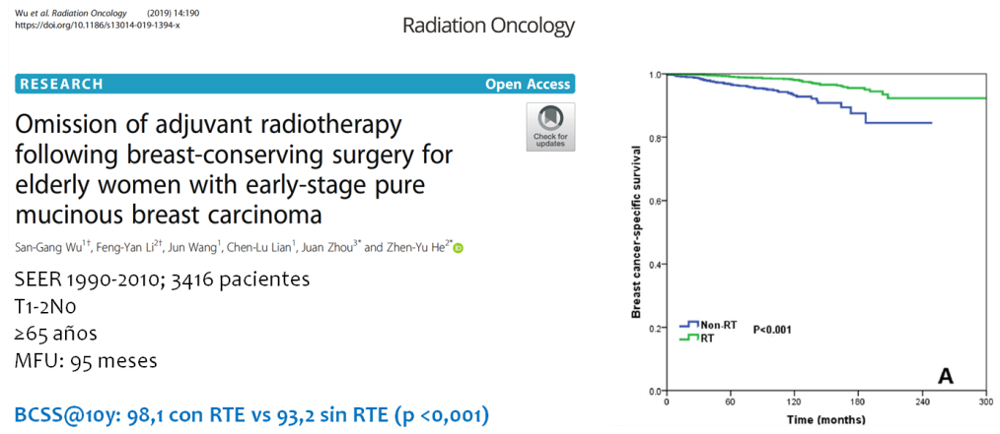 Wu et al. Radiation Oncology (2019) 14:190
https://doi.org/10.1186/s13014-019-1394-x
Radiation Oncology
RESEARCH
Open Access
Check for
updates
Omission of adjuvant radiotherapy
following breast-conserving surgery for
elderly women with early-stage pure
mucinous breast carcinoma
San-Gang Wu1†, Feng-Yan Li2†, Jun Wang1, Chen-Lu Lian1, Juan Zhou3* and Zhen-Yu He2*
SEER 1990-2010; 3416 pacientes
T1-2N0
≥65 años
MFU: 95 meses
BCSS@10y: 98,1 con RTE vs 93,2 sin RTE (p <0,001)
Breast cancer-specific survival
1.0
0.8
0.6
0.4
0.2
0.0
Non-RT
RT
P<0.001
A
0 60 120 180 240 300
Time (months)